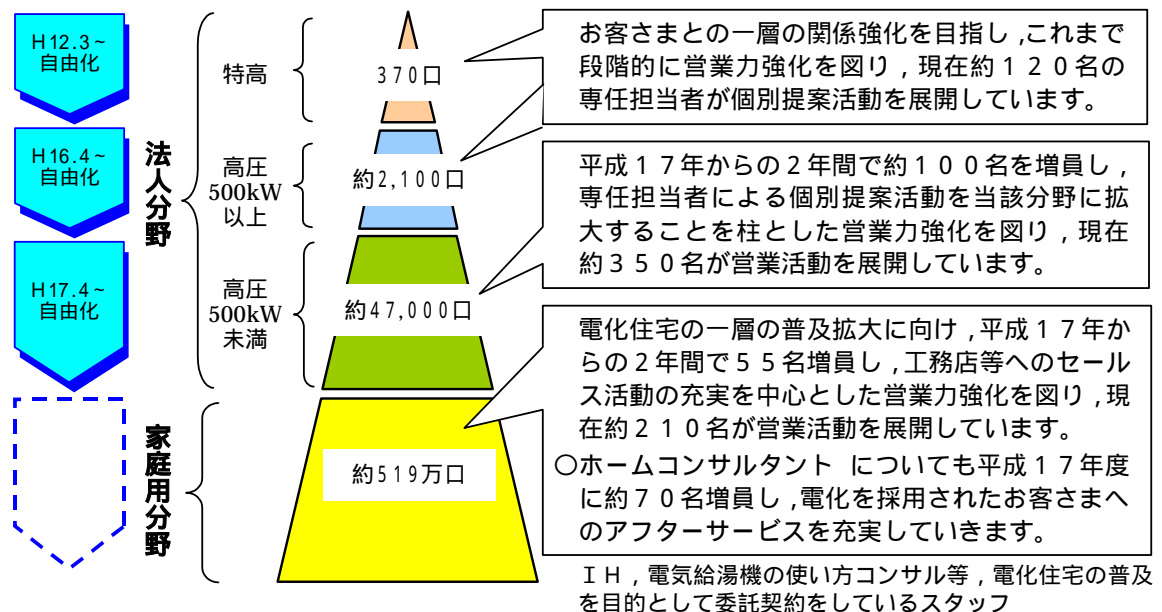 H12.3~
自由化
H16.4~
自由化
H17.4~
自由化
法人分野
家庭用分野
特高
高圧
500kW
以上
高圧
500kW
未満
370口
約2,100口
約47,000口
約519万口
お客さまとの一層の関係強化を目指し,これまで
段階的に営業力強化を図り,現在約120名の
専任担当者が個別提案活動を展開しています。
平成17年からの2年間で約100名を増員し,
専任担当者による個別提案活動を当該分野に拡
大することを柱とした営業力強化を図り,現在
約350名が営業活動を展開しています。
電化住宅の一層の普及拡大に向け,平成17年か
らの2年間で55名増員し,工務店等へのセール
ス活動の充実を中心とした営業力強化を図り,現
在約210名が営業活動を展開しています。
○ホームコンサルタント についても平成17年度
に約70名増員し,電化を採用されたお客さまへ
のアフターサービスを充実していきます。
IH,電気給湯機の使い方コンサル等,電化住宅の普及
を目的として委託契約をしているスタッフ